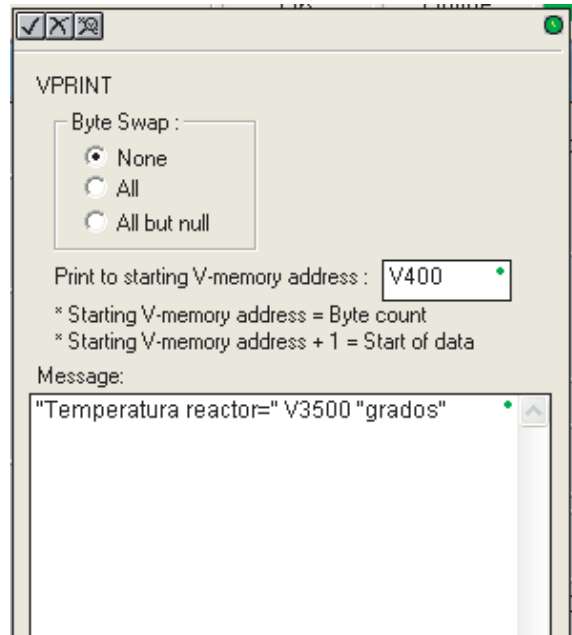 VPRINT
Byte Swap :
None
All
All but null
Print to starting V-memory address : V400
* Starting V-memory address = Byte count
* Starting V-memory address + 1 = Start of data
Message:
"Temperatura reactor=" V3500 "grados"